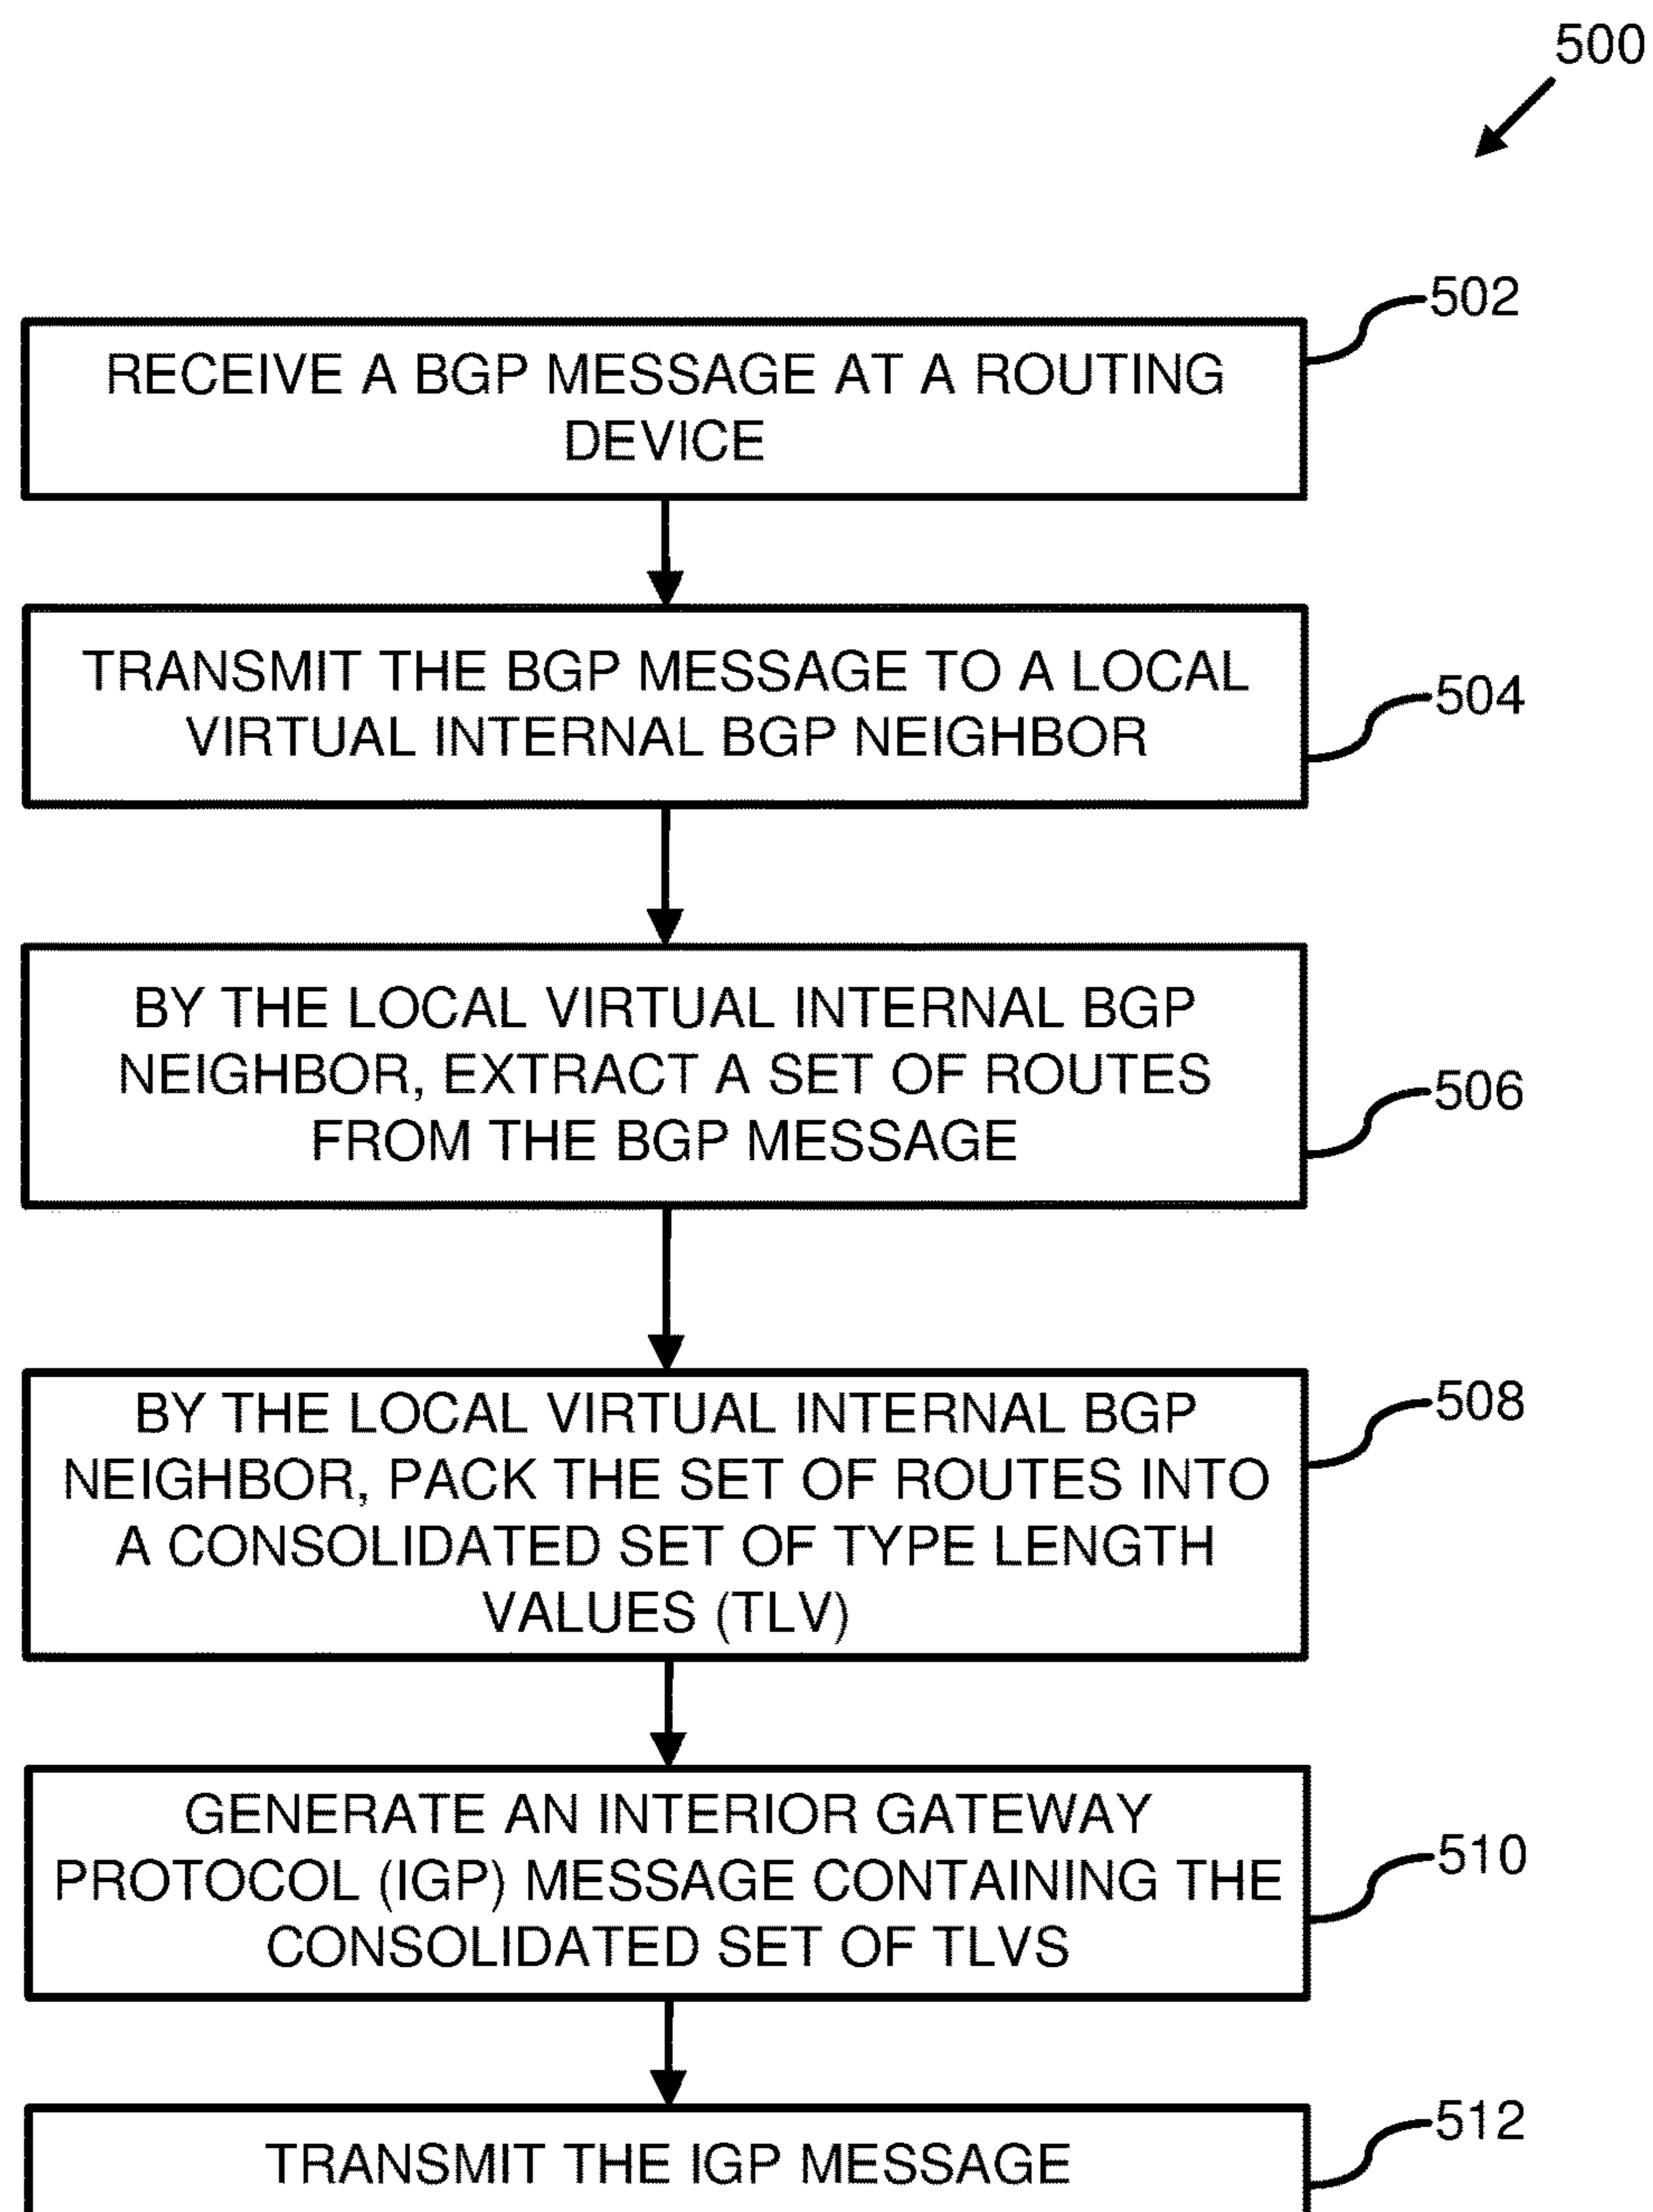 500
502
RECEIVE A BGP MESSAGE AT A ROUTING
DEVICE
TRANSMIT THE BGP MESSAGE TO A LOCAL
VIRTUAL INTERNAL BGP NEIGHBOR
504
BY THE LOCAL VIRTUAL INTERNAL BGP
NEIGHBOR, EXTRACT A SET OF ROUTES
FROM THE BGP MESSAGE
506
BY THE LOCAL VIRTUAL INTERNAL BGP
NEIGHBOR, PACK THE SET OF ROUTES INTO
A CONSOLIDATED SET OF TYPE LENGTH
VALUES (TLV)
508
GENERATE AN INTERIOR GATEWAY
PROTOCOL (IGP) MESSAGE CONTAINING THE
CONSOLIDATED SET OF TLVS
510
TRANSMIT THE IGP MESSAGE
512